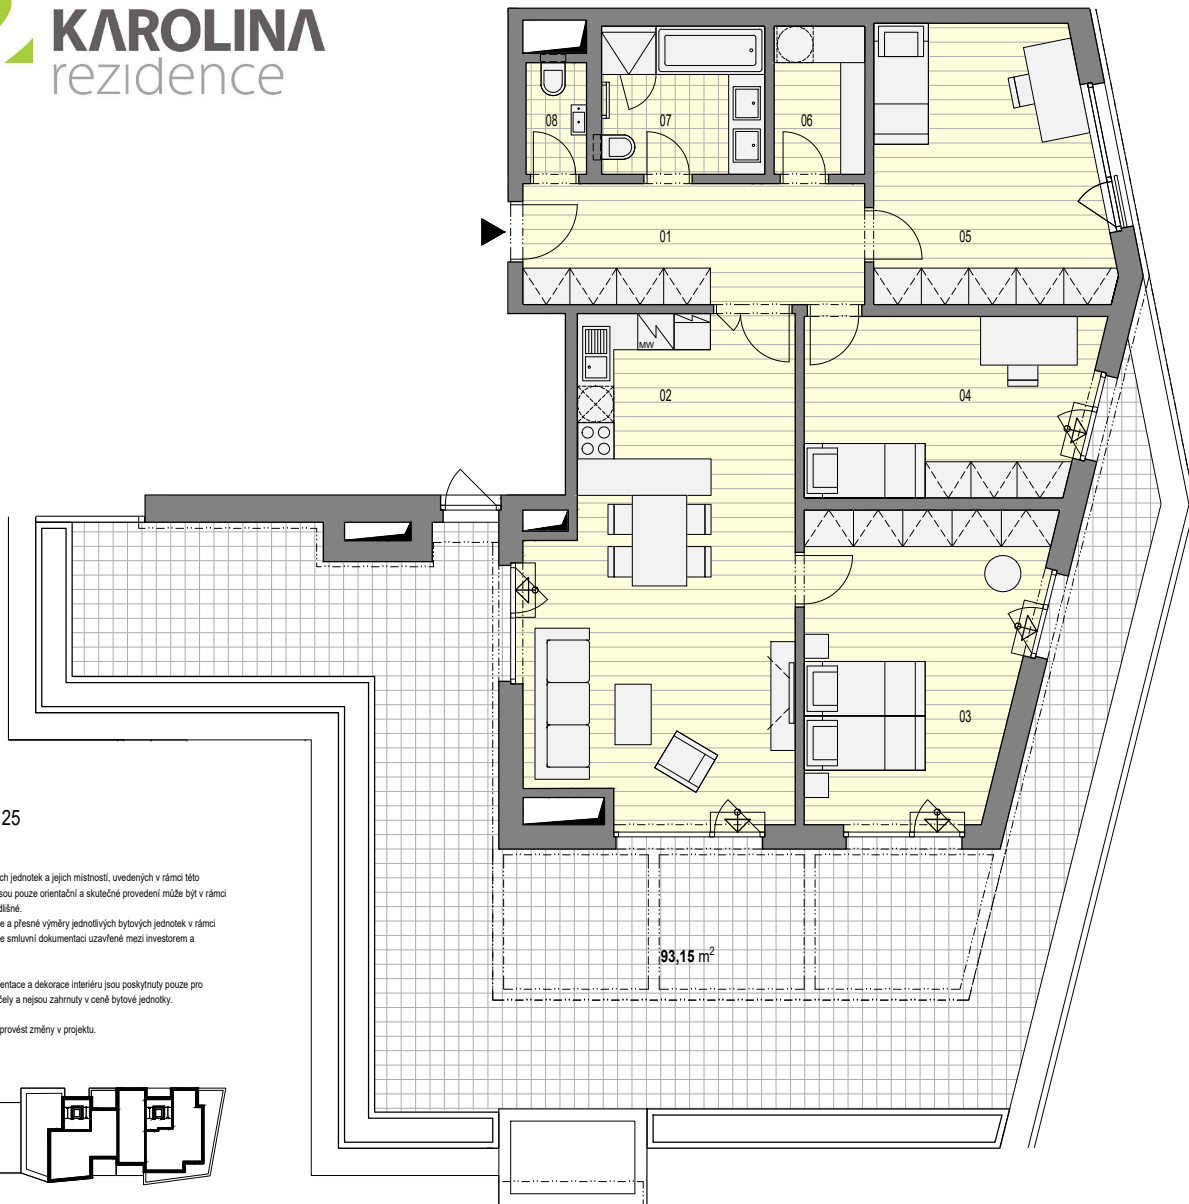 KAROLINA
rezidence
08
07
06
01
05
MW
02
04
03
25
ch jednotek a jejich místností, uvedených v rámci této
sou pouze orientační a skutečné provedení může být v rámci
dlišné.
e a přesné výměry jednotlivých bytových jednotek v rámci
e smluvní dokumentaci uzavřené mezi investorem a
entace a dekorace interiéru jsou poskytnuty pouze pro
čely a nejsou zahrnuty v ceně bytové jednotky.
provést změny v projektu.
93,15 m²